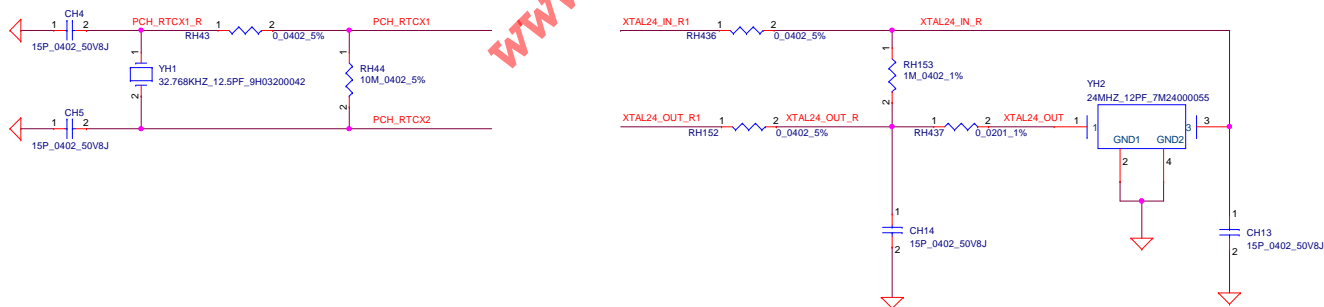 CH4
1 2
15P_0402_50V8J
PCH_RTCX1_R
1 2
RH43 0_0402_5%
PCH_RTCX1
1
YH1
32.768KHZ_12.5PF_9H03200042
2
1
RH44
10M_0402_5%
2
CH5
1 2
15P_0402_50V8J
PCH_RTCX2
WWW
XTAL24_IN_R1
1 2
RH436 0_0402_5%
XTAL24_IN_R
1
RH153
1M_0402_1%
2
XTAL24_OUT_R1
1 2
RH152 0_0402_5%
XTAL24_OUT_R
1 2
RH437 0_0201_1%
XTAL24_OUT
YH2
24MHZ_12PF_7M24000055
1 1 3 3
GND1 GND2
2 4
1
CH14
15P_0402_50V8J
2
1
CH13
15P_0402_50V8J
2